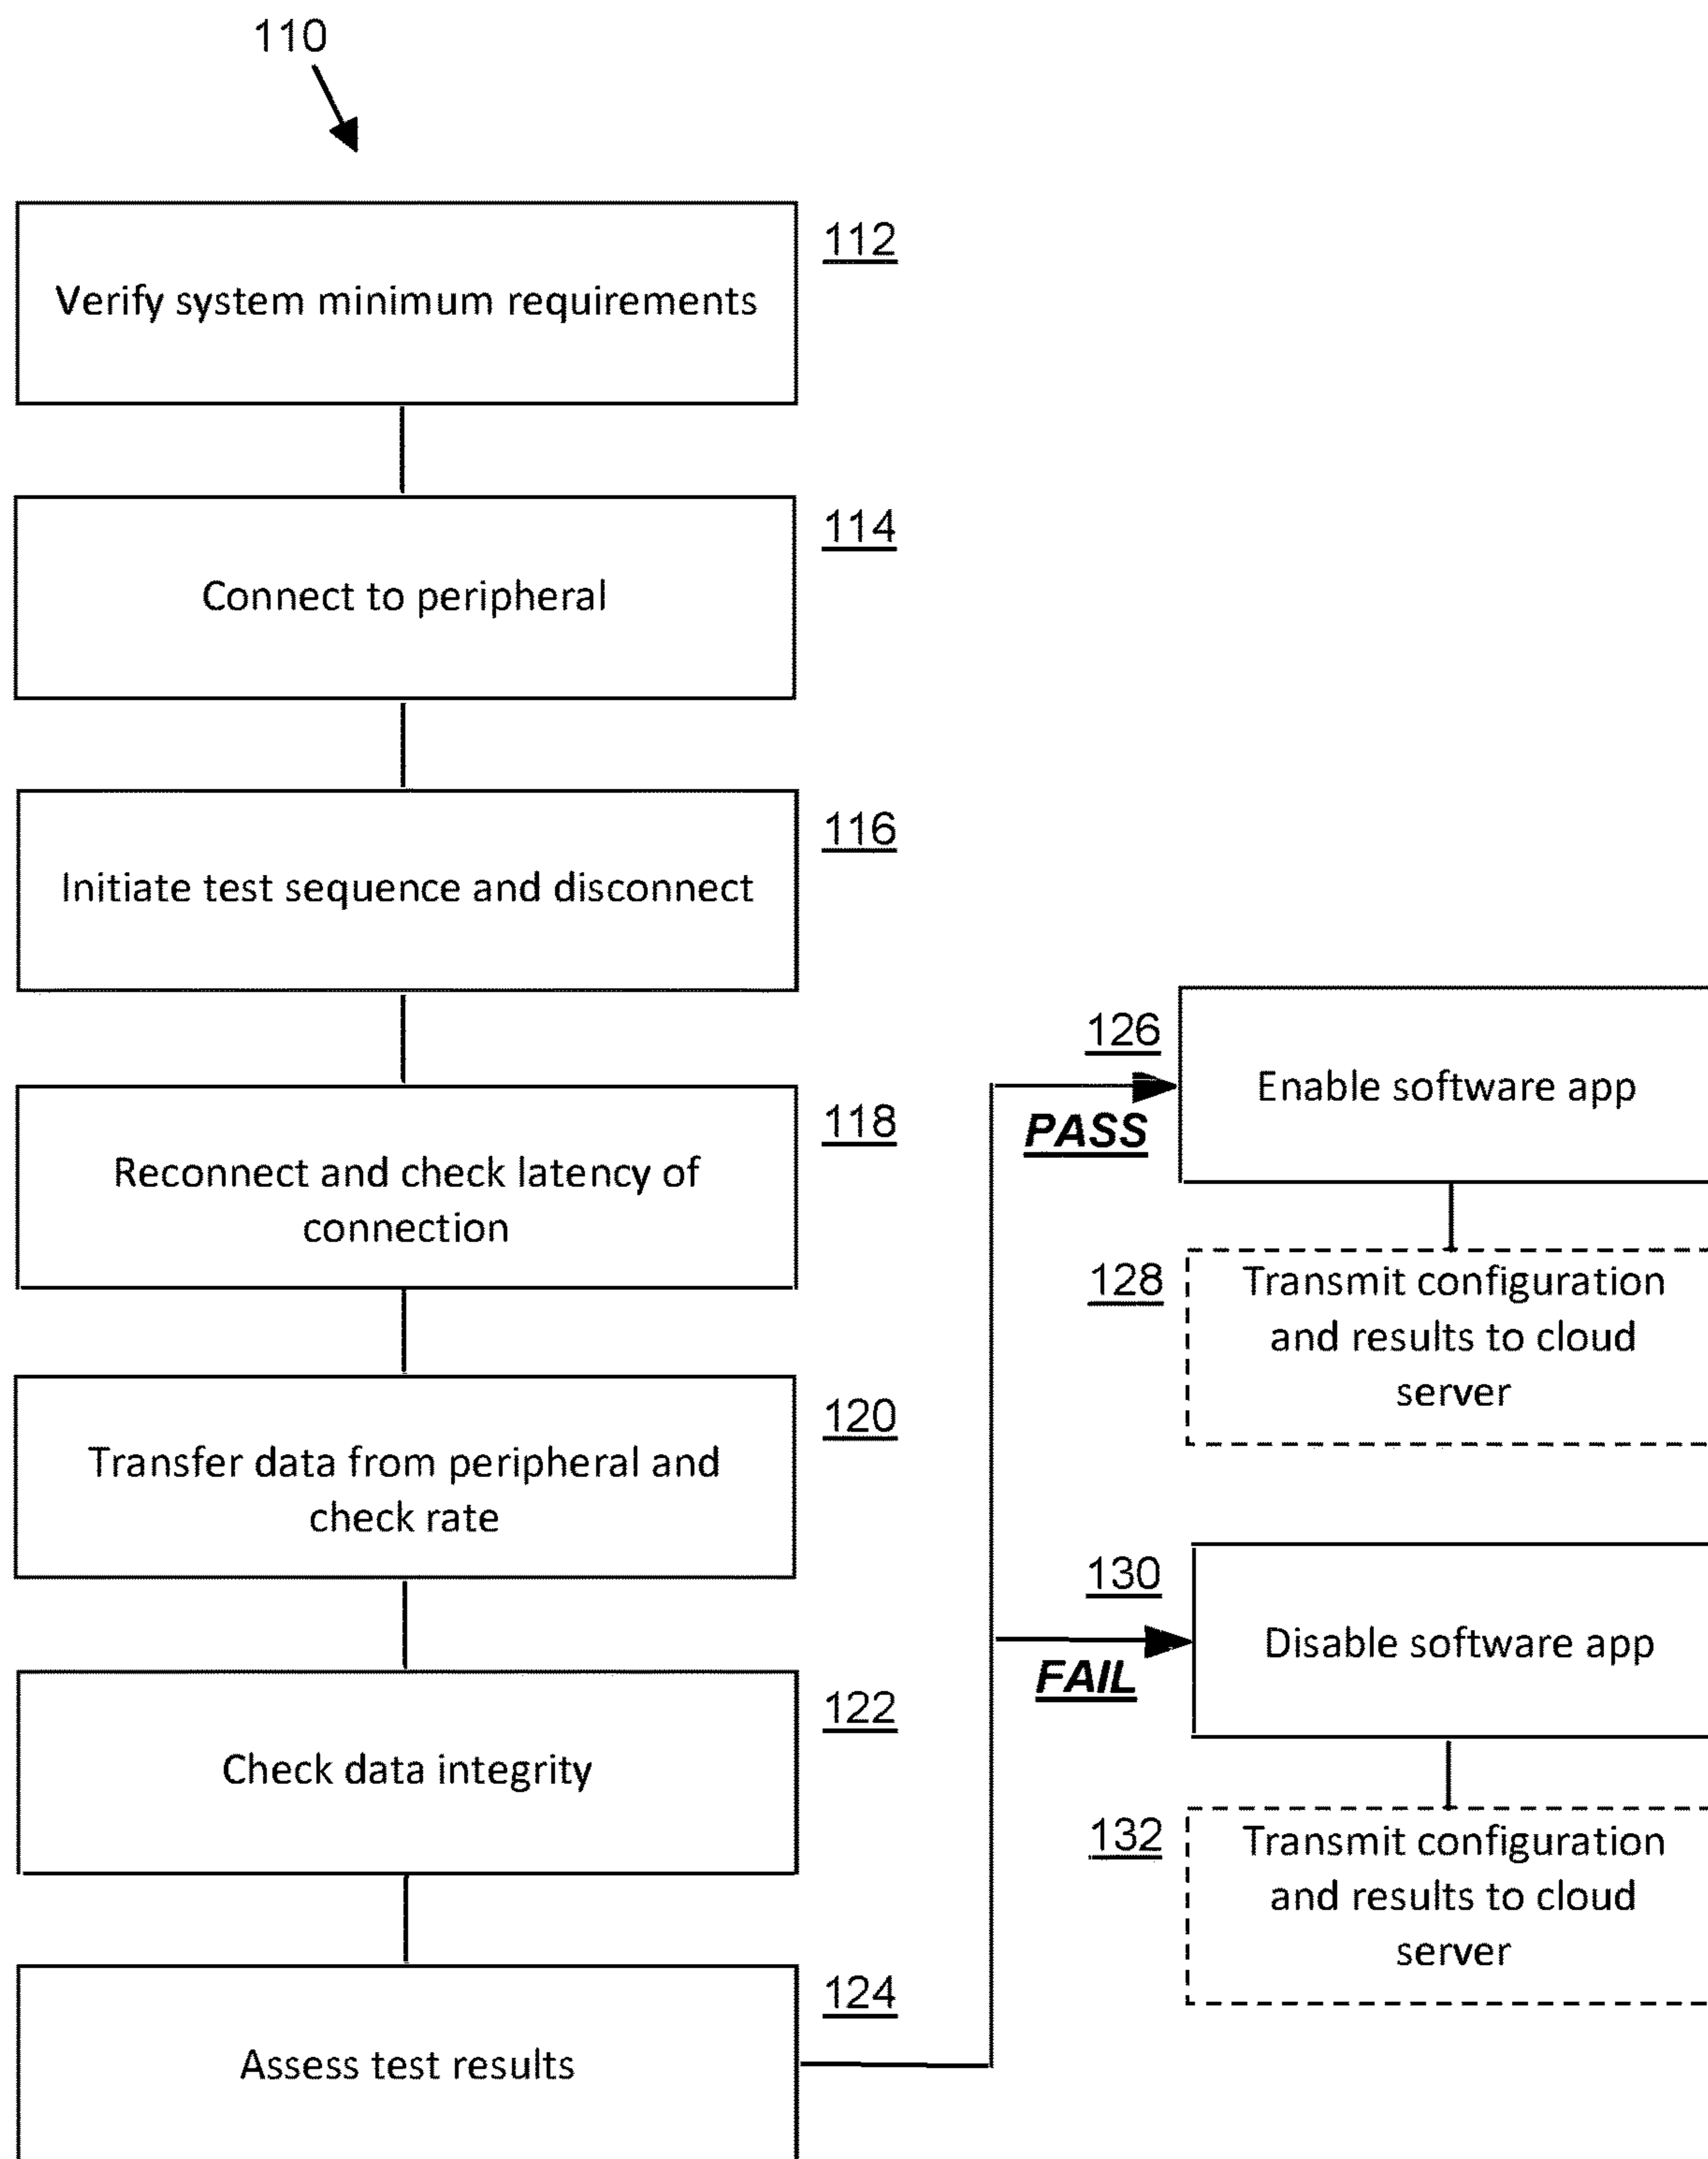 110
112
Verify system minimum requirements
114
Connect to peripheral
116
Initiate test sequence and disconnect
118
Reconnect and check latency of
connection
120
Transfer data from peripheral and
check rate
122
Check data integrity
124
Assess test results
126
Enable software app
PASS
128
Transmit configuration
and results to cloud
server
130
Disable software app
FAIL
132
Transmit configuration
and results to cloud
server